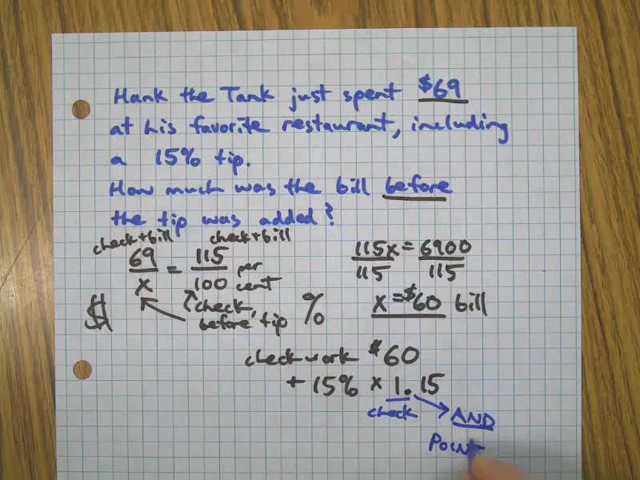 Hank the Tank just spent $69
at his favorite restaurant, including
a 15% tip.
How much was the bill before
the tip was added?
check+bill check+bill
69/x = 115/100 per cent
115x/115 = 6900/115
x = $60 bill
$ check before tip %
check work $60
+ 15% x 1.15
check AND
Point